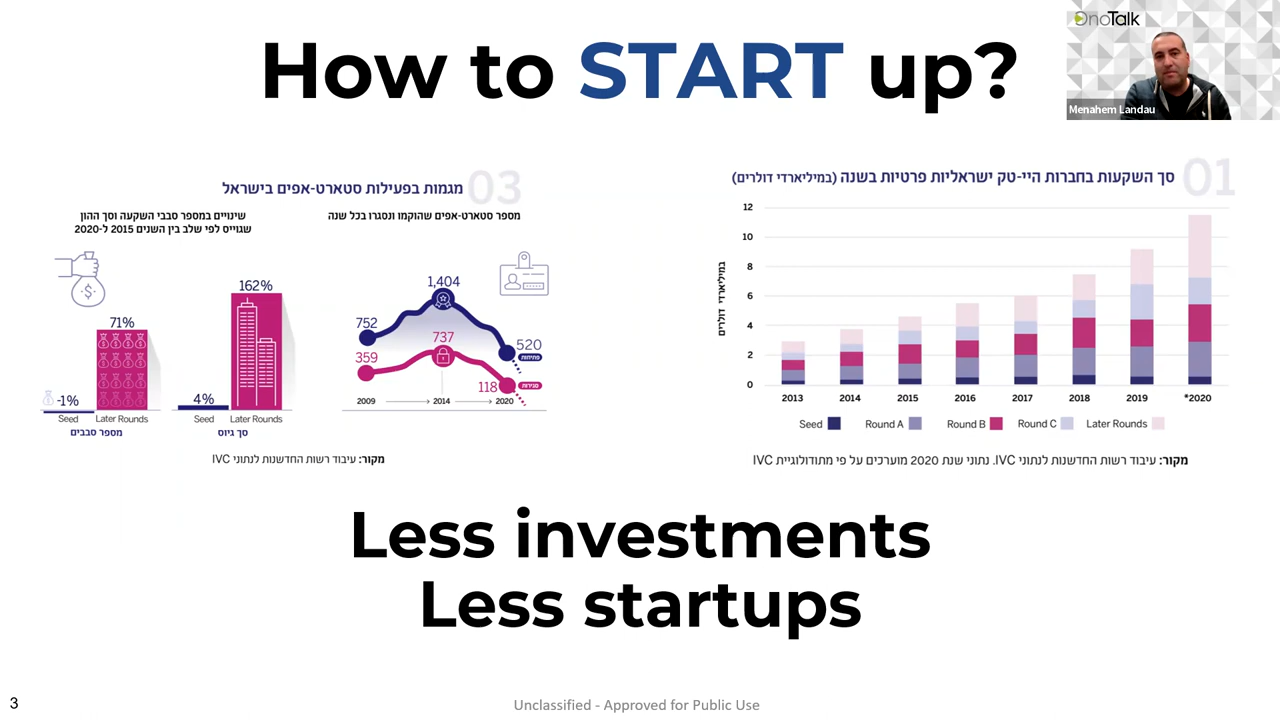 How to START up?
OnoTalk
Menahem Landau
03
מגמות בפעילות סטארט-אפים בישראל
שינויים במספר סבבי השקעה וסך ההון
שגוייס לפי שלב בין השנים 2015 ל-2020
-1%
71%
4%
162%
Seed
Later Rounds
Seed
Later Rounds
מספר סבבים
סך גיוס
מספר סטארט-אפים שהוקמו ונסגרו בכל שנה
752
1,404
520
פתיחות
359
737
118
סגירות
2009
2014
2020
מקור: עיבוד רשות החדשנות לנתוני IVC
01
סך השקעות בחברות היי-טק ישראליות פרטיות בשנה (במיליארדי דולרים)
במיליארדי דולרים
12
10
8
6
4
2
0
2013
2014
2015
2016
2017
2018
2019
*2020
Seed
Round A
Round B
Round C
Later Rounds
מקור: עיבוד רשות החדשנות לנתוני IVC. נתוני שנת 2020 מוערכים על פי מתודולוגיית IVC
Less investments
Less startups
3
Unclassified - Approved for Public Use